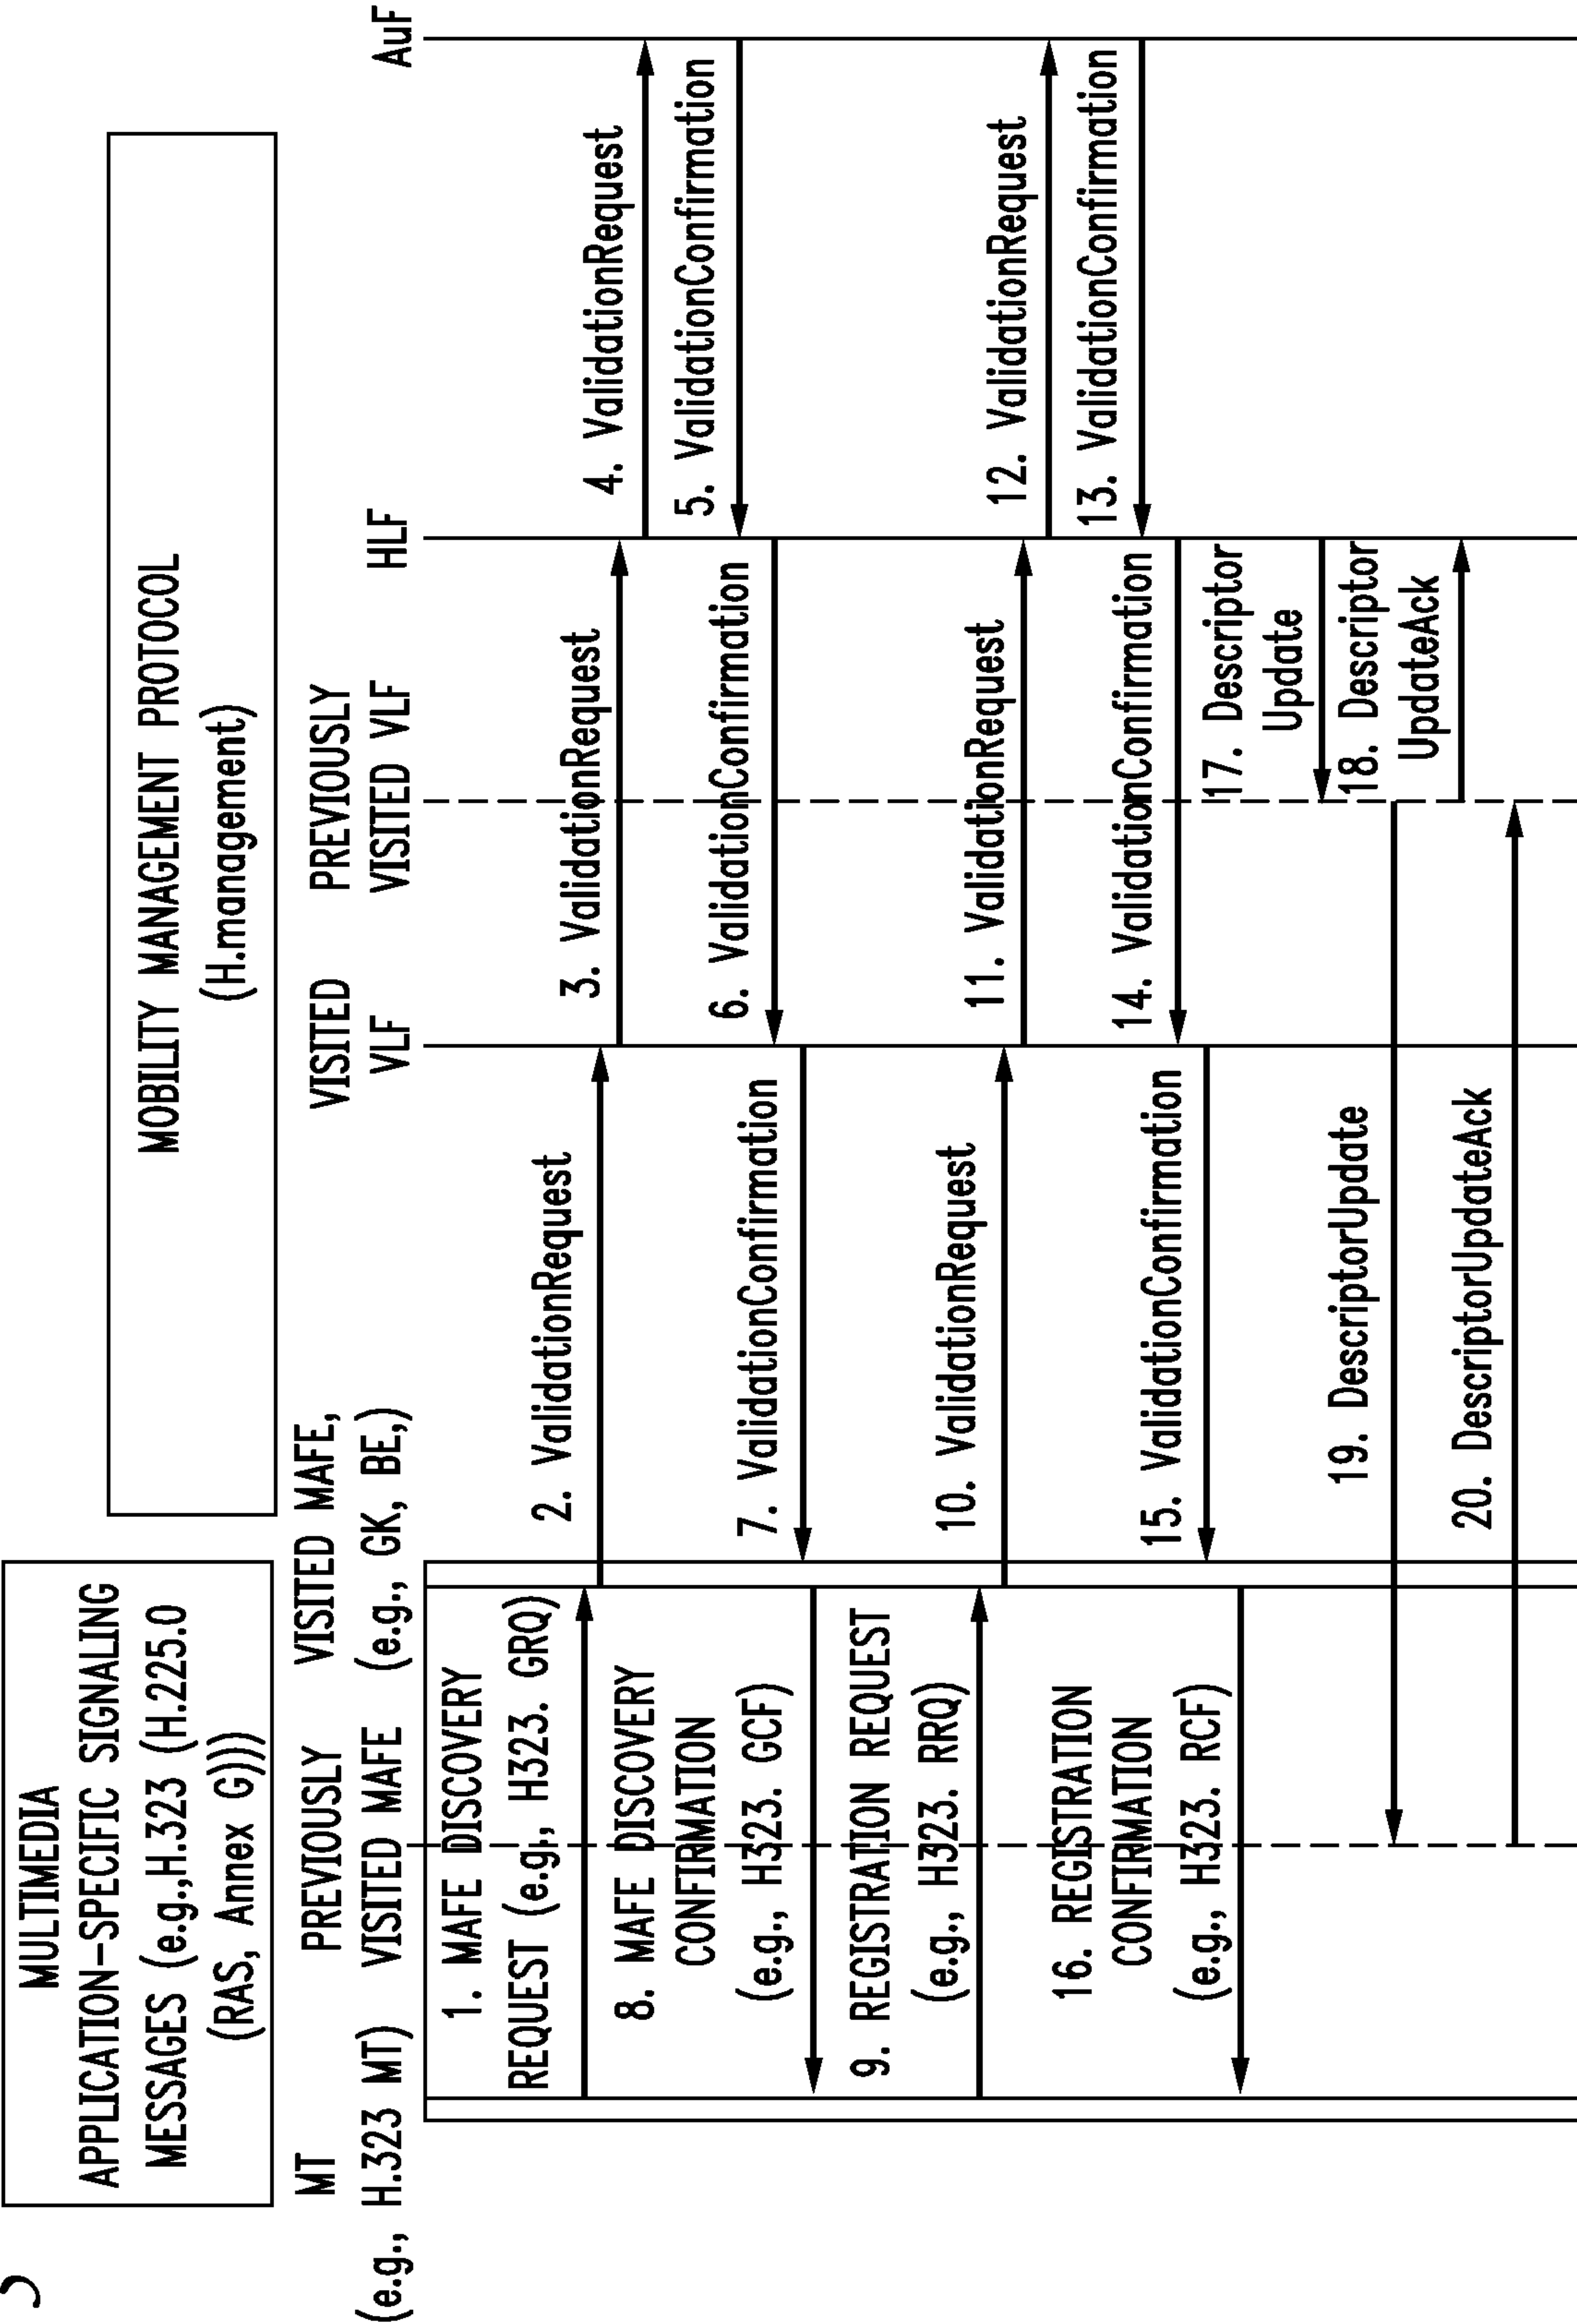 MULTIMEDIA
APPLICATION-SPECIFIC SIGNALING
MESSAGES (e.g.,H.323 (H.225.0
(RAS, Annex G)))
MOBILITY MANAGEMENT PROTOCOL
(H.management)
MT
(e.g., H.323 MT)
PREVIOUSLY
VISITED MAFE
VISITED MAFE,
(e.g., GK, BE,)
VISITED
VLF
PREVIOUSLY
VISITED VLF
HLF
AuF
1. MAFE DISCOVERY
REQUEST (e.g., H323. GRQ)
2. ValidationRequest
3. ValidationRequest
4. ValidationRequest
5. ValidationConfirmation
6. ValidationConfirmation
7. ValidationConfirmation
8. MAFE DISCOVERY
CONFIRMATION
(e.g., H323. GCF)
9. REGISTRATION REQUEST
(e.g., H323. RRQ)
10. ValidationRequest
11. ValidationRequest
12. ValidationRequest
13. ValidationConfirmation
14. ValidationConfirmation
15. ValidationConfirmation
16. REGISTRATION
CONFIRMATION
(e.g., H323. RCF)
17. Descriptor
Update
18. Descriptor
UpdateAck
19. DescriptorUpdate
20. DescriptorUpdateAck